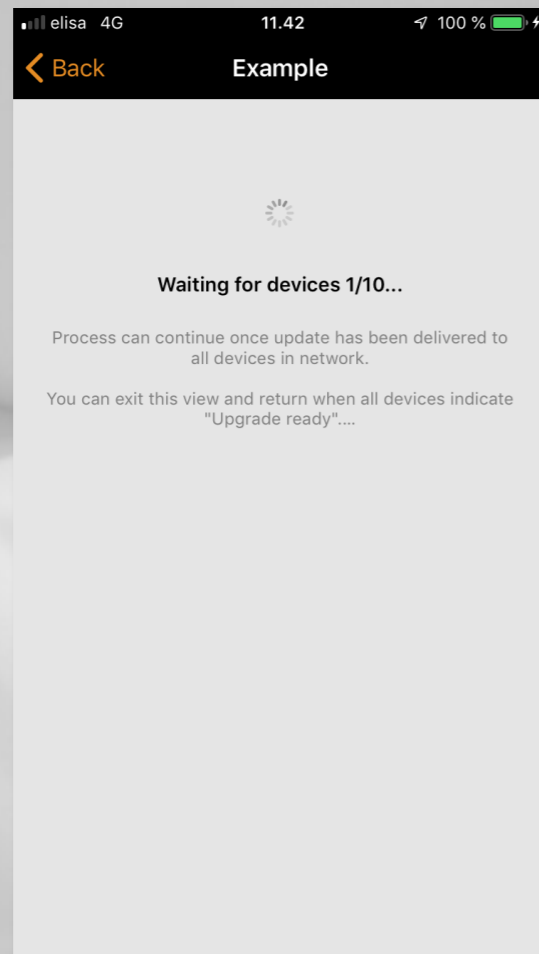 elisa 4G 11.42 100 %
Back Example
Waiting for devices 1/10...
Process can continue once update has been delivered to
all devices in network.
You can exit this view and return when all devices indicate
"Upgrade ready"....